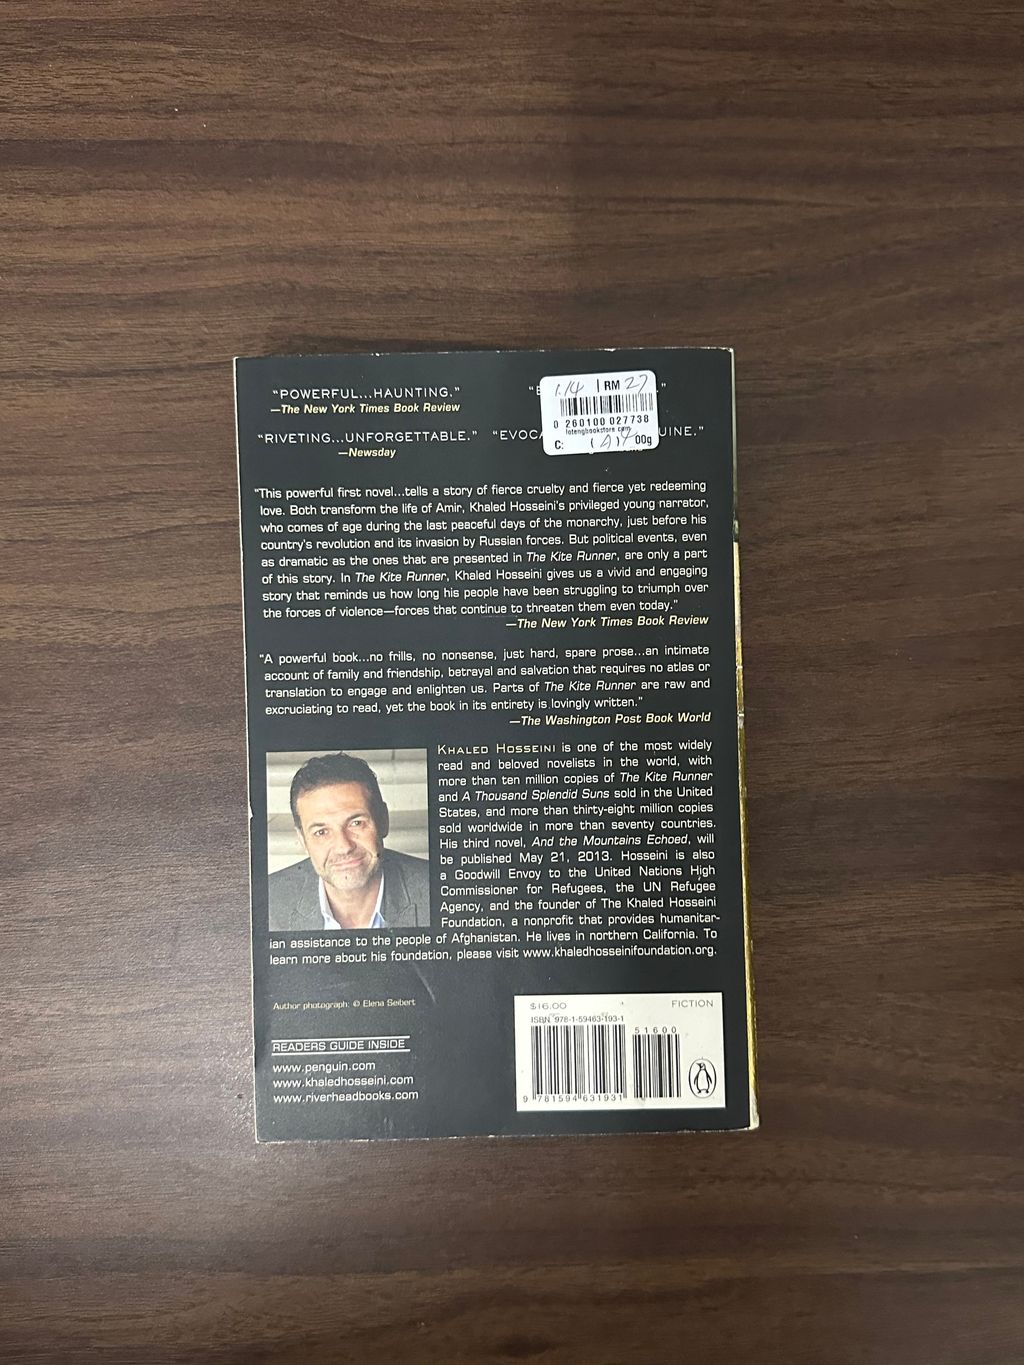 "POWERFUL...HAUNTING."
—The New York Times Book Review
"RIVETING...UNFORGETTABLE."
—Newsday
RM 27
0 260100 027738
C:
00g
"This powerful first novel...tells a story of fierce cruelty and fierce yet redeeming
love. Both transform the life of Amir, Khaled Hosseini's privileged young narrator,
who comes of age during the last peaceful days of the monarchy, just before his
country's revolution and its invasion by Russian forces. But political events, even
as dramatic as the ones that are presented in The Kite Runner, are only a part
of this story. In The Kite Runner, Khaled Hosseini gives us a vivid and engaging
story that reminds us how long his people have been struggling to triumph over
the forces of violence—forces that continue to threaten them even today."
—The New York Times Book Review
"A powerful book...no frills, no nonsense, just hard, spare prose...an intimate
account of family and friendship, betrayal and salvation that requires no atlas or
translation to engage and enlighten us. Parts of The Kite Runner are raw and
excruciating to read, yet the book in its entirety is lovingly written."
—The Washington Post Book World
KHALED HOSSEINI is one of the most widely
read and beloved novelists in the world, with
more than ten million copies of The Kite Runner
and A Thousand Splendid Suns sold in the United
States, and more than thirty-eight million copies
sold worldwide in more than seventy countries.
His third novel, And the Mountains Echoed, will
be published May 21, 2013. Hosseini is also
a Goodwill Envoy to the United Nations High
Commissioner for Refugees, the UN Refugee
Agency, and the founder of The Khaled Hosseini
Foundation, a nonprofit that provides humanitar-
ian assistance to the people of Afghanistan. He lives in northern California. To
learn more about his foundation, please visit www.khaledhosseinifoundation.org.
Author photograph: © Elena Seibert
READERS GUIDE INSIDE
www.penguin.com
www.khaledhosseini.com
www.riverheadbooks.com
$16.00 FICTION
ISBN 978-1-59463-193-1
51600
9 781594 631931